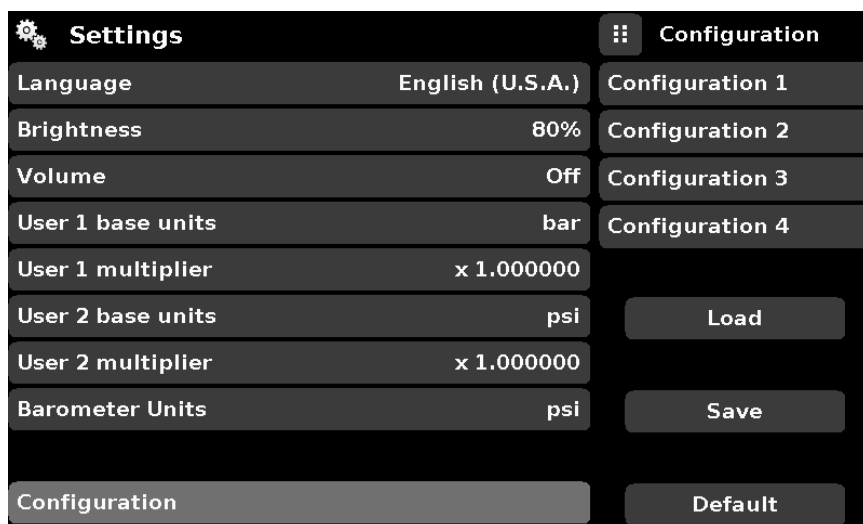 Settings
Language English (U.S.A.)
Brightness 80%
Volume Off
User 1 base units bar
User 1 multiplier x 1.000000
User 2 base units psi
User 2 multiplier x 1.000000
Barometer Units psi
Configuration
Configuration
Configuration 1
Configuration 2
Configuration 3
Configuration 4
Load
Save
Default